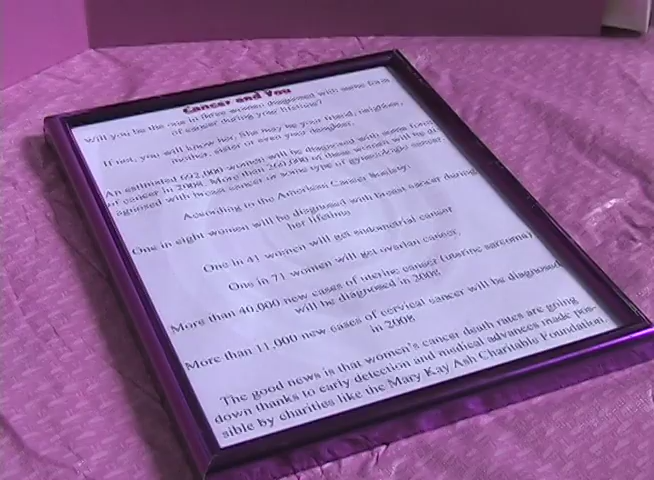 Cancer and You
Will you be the one in three women diagnosed with some form
of cancer during your lifetime?
If not, you will know her. She may be your friend, neighbor,
mother, sister or even your daughter.
An estimated 692,000 women will be diagnosed with some form
of cancer in 2008. More than 260,000 of these women will be di-
agnosed with breast cancer or some type of gynecologic cancer.
According to the American Cancer Society:
One in eight women will be diagnosed with breast cancer during
her lifetime
One in 41 women will get endometrial cancer
One in 71 women will get ovarian cancer
More than 40,000 new cases of uterine cancer (uterine sarcoma)
will be diagnosed in 2008
More than 11,000 new cases of cervical cancer will be diagnosed
in 2008
The good news is that women's cancer death rates are going
down thanks to early detection and medical advances made pos-
sible by charities like the Mary Kay Ash Charitable Foundation.